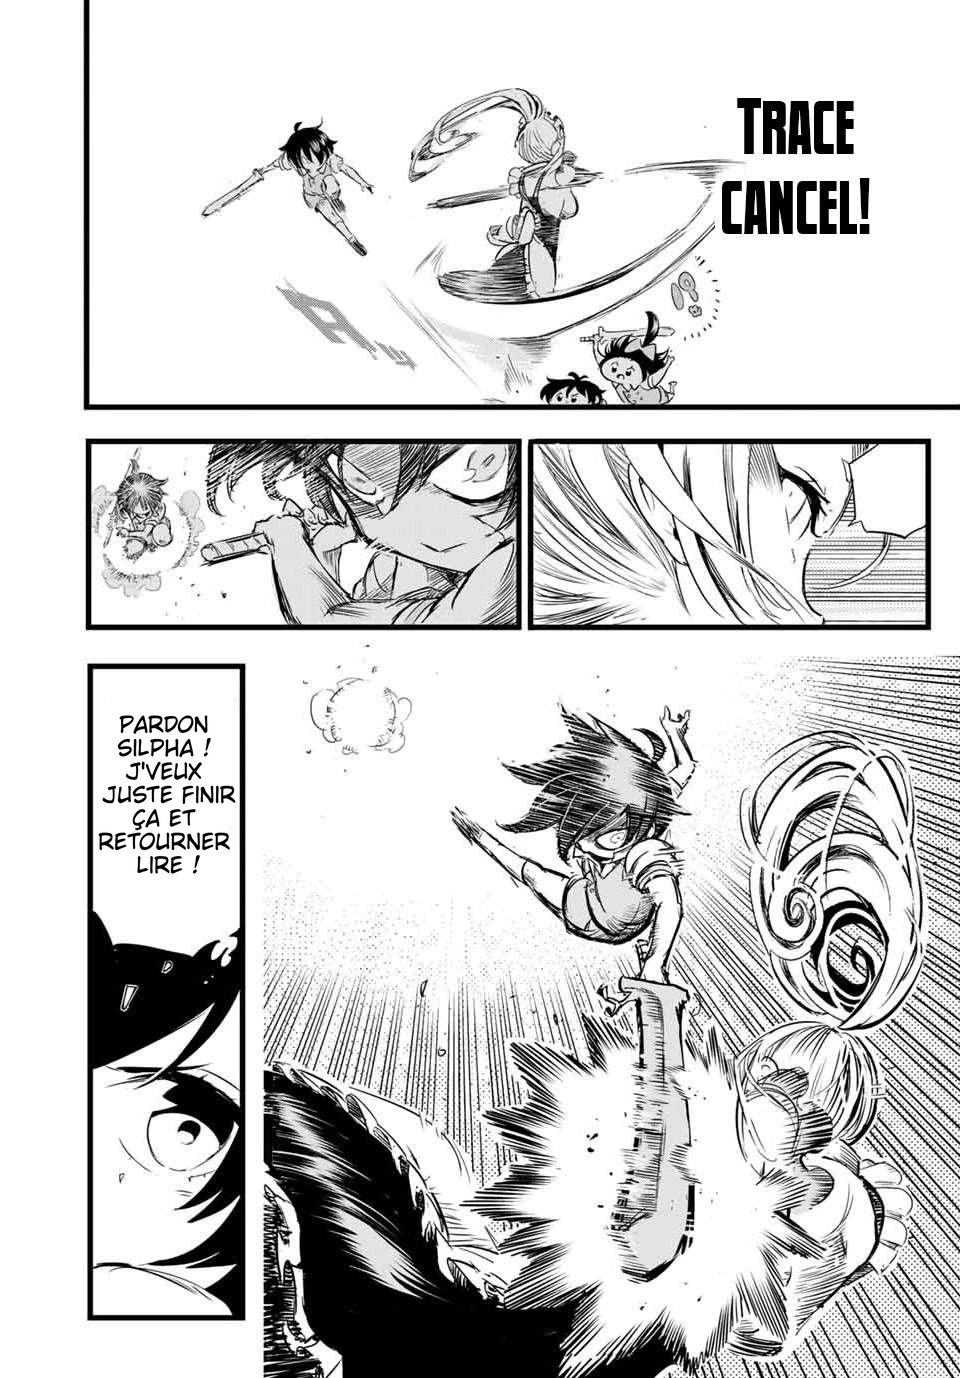 TRACE
CANCEL!
PARDON
SILPHA !
J'VEUX
JUSTE FINIR
ÇA ET
RETOURNER
LIRE !